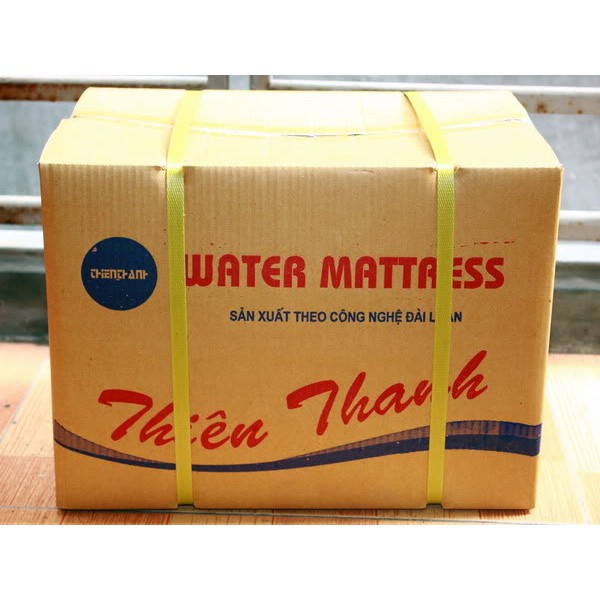 THIENTHANH
WATER MATTRESS
SẢN XUẤT THEO CÔNG NGHỆ ĐÀI LOAN
Thiên Thanh